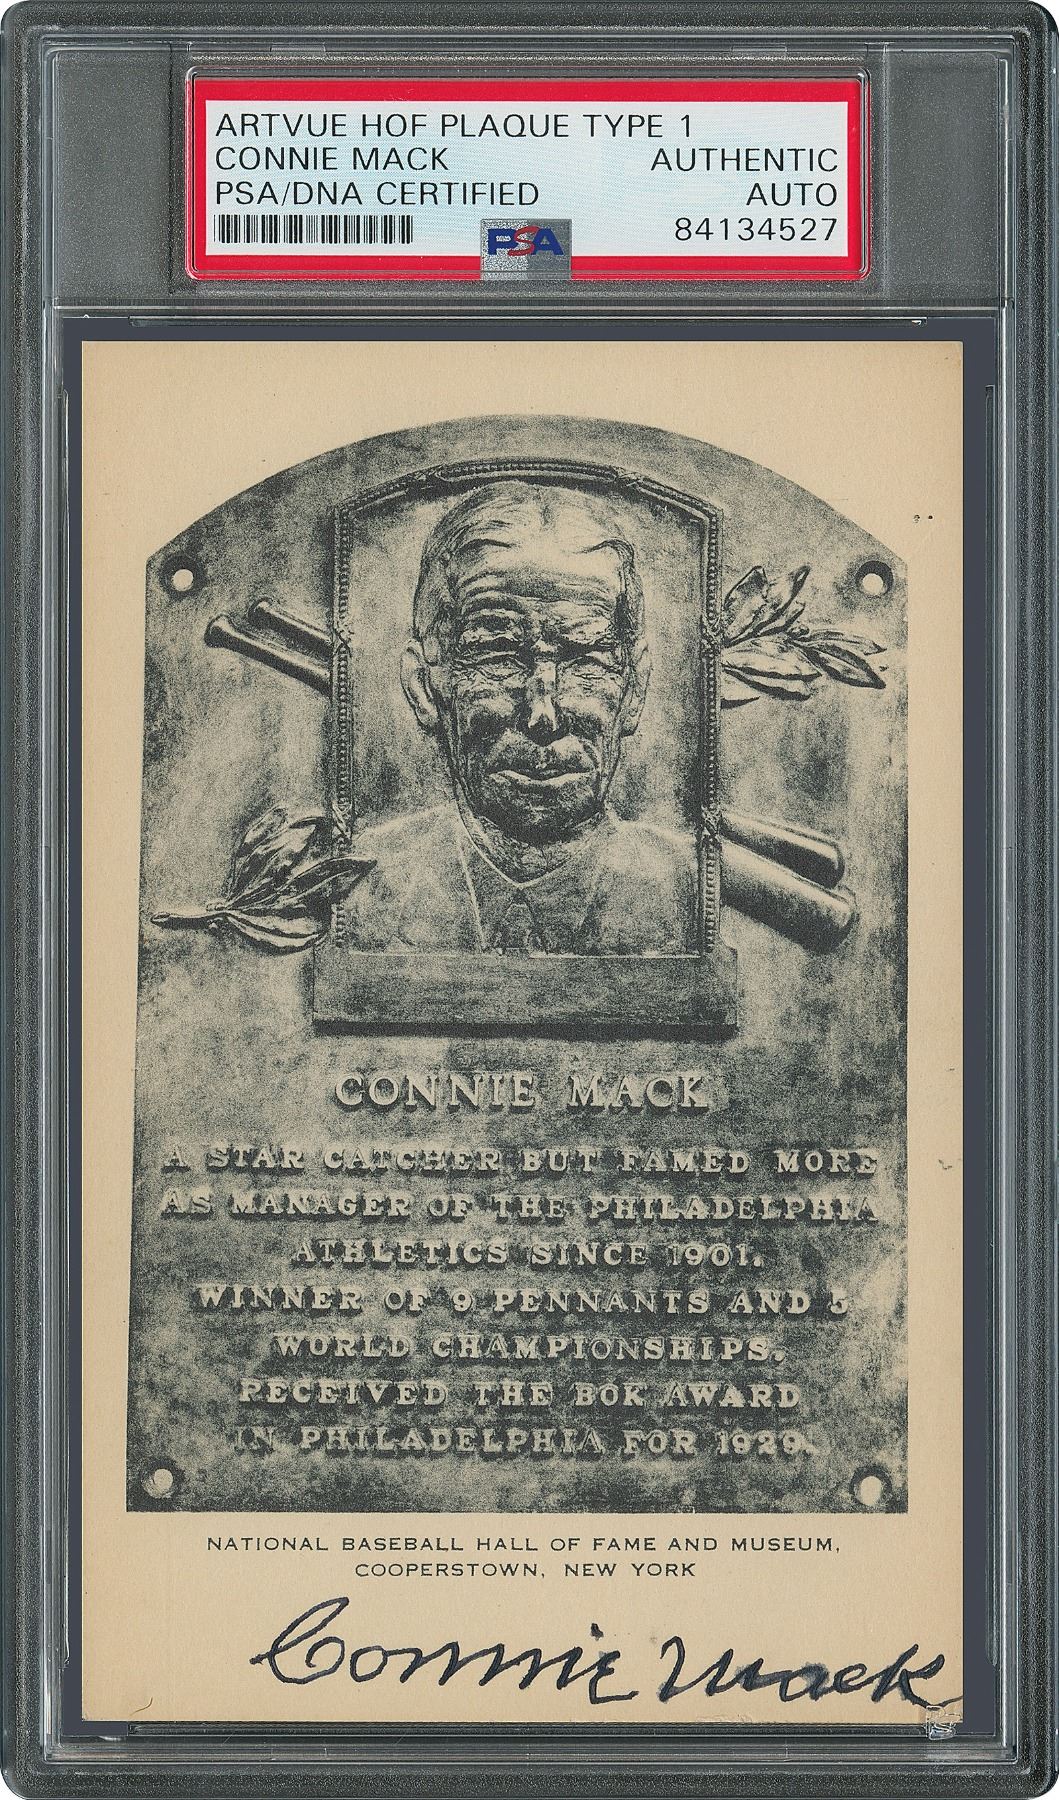 ARTVUE HOF PLAQUE TYPE 1
CONNIE MACK AUTHENTIC
PSA/DNA CERTIFIED AUTO
84134527
PSA
CONNIE MACK
A STAR CATCHER BUT FAMED MORE
AS MANAGER OF THE PHILADELPHIA
ATHLETICS SINCE 1901.
WINNER OF 9 PENNANTS AND 5
WORLD CHAMPIONSHIPS.
RECEIVED THE BOK AWARD
IN PHILADELPHIA FOR 1929.
NATIONAL BASEBALL HALL OF FAME AND MUSEUM,
COOPERSTOWN, NEW YORK
Connie Mack